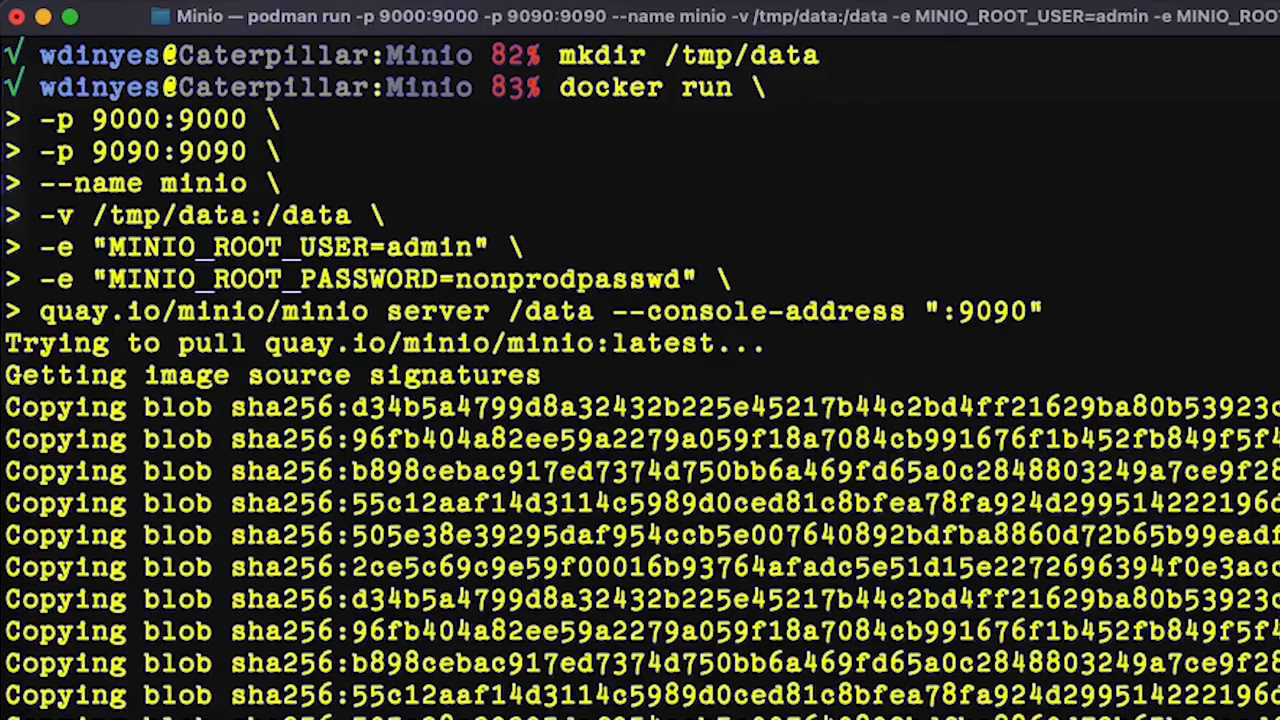 Minio — podman run -p 9000:9000 -p 9090:9090 --name minio -v /tmp/data:/data -e MINIO_ROOT_USER=admin -e MINIO_ROO
√ wdinyes@Caterpillar:Minio 82% mkdir /tmp/data
√ wdinyes@Caterpillar:Minio 83% docker run \
> -p 9000:9000 \
> -p 9090:9090 \
> --name minio \
> -v /tmp/data:/data \
> -e "MINIO_ROOT_USER=admin" \
> -e "MINIO_ROOT_PASSWORD=nonprodpasswd" \
> quay.io/minio/minio server /data --console-address ":9090"
Trying to pull quay.io/minio/minio:latest...
Getting image source signatures
Copying blob sha256:d34b5a4799d8a32432b225e45217b44c2bd4ff21629ba80b53923c
Copying blob sha256:96fb404a82ee59a2279a059f18a7084cb991676f1b452fb849f5f4
Copying blob sha256:b898cebac917ed7374d750bb6a469fd65a0c2848803249a7ce9f28
Copying blob sha256:55c12aaf14d3114c5989d0ced81c8bfea78fa924d299514222196d
Copying blob sha256:505e38e39295daf954ccb5e007640892bdfba8860d72b65b99eadf
Copying blob sha256:2ce5c69c9e59f00016b93764afadc5e51d15e2272696394f0e3acc
Copying blob sha256:d34b5a4799d8a32432b225e45217b44c2bd4ff21629ba80b53923c
Copying blob sha256:96fb404a82ee59a2279a059f18a7084cb991676f1b452fb849f5f4
Copying blob sha256:b898cebac917ed7374d750bb6a469fd65a0c2848803249a7ce9f28
Copying blob sha256:55c12aaf14d3114c5989d0ced81c8bfea78fa924d299514222196d